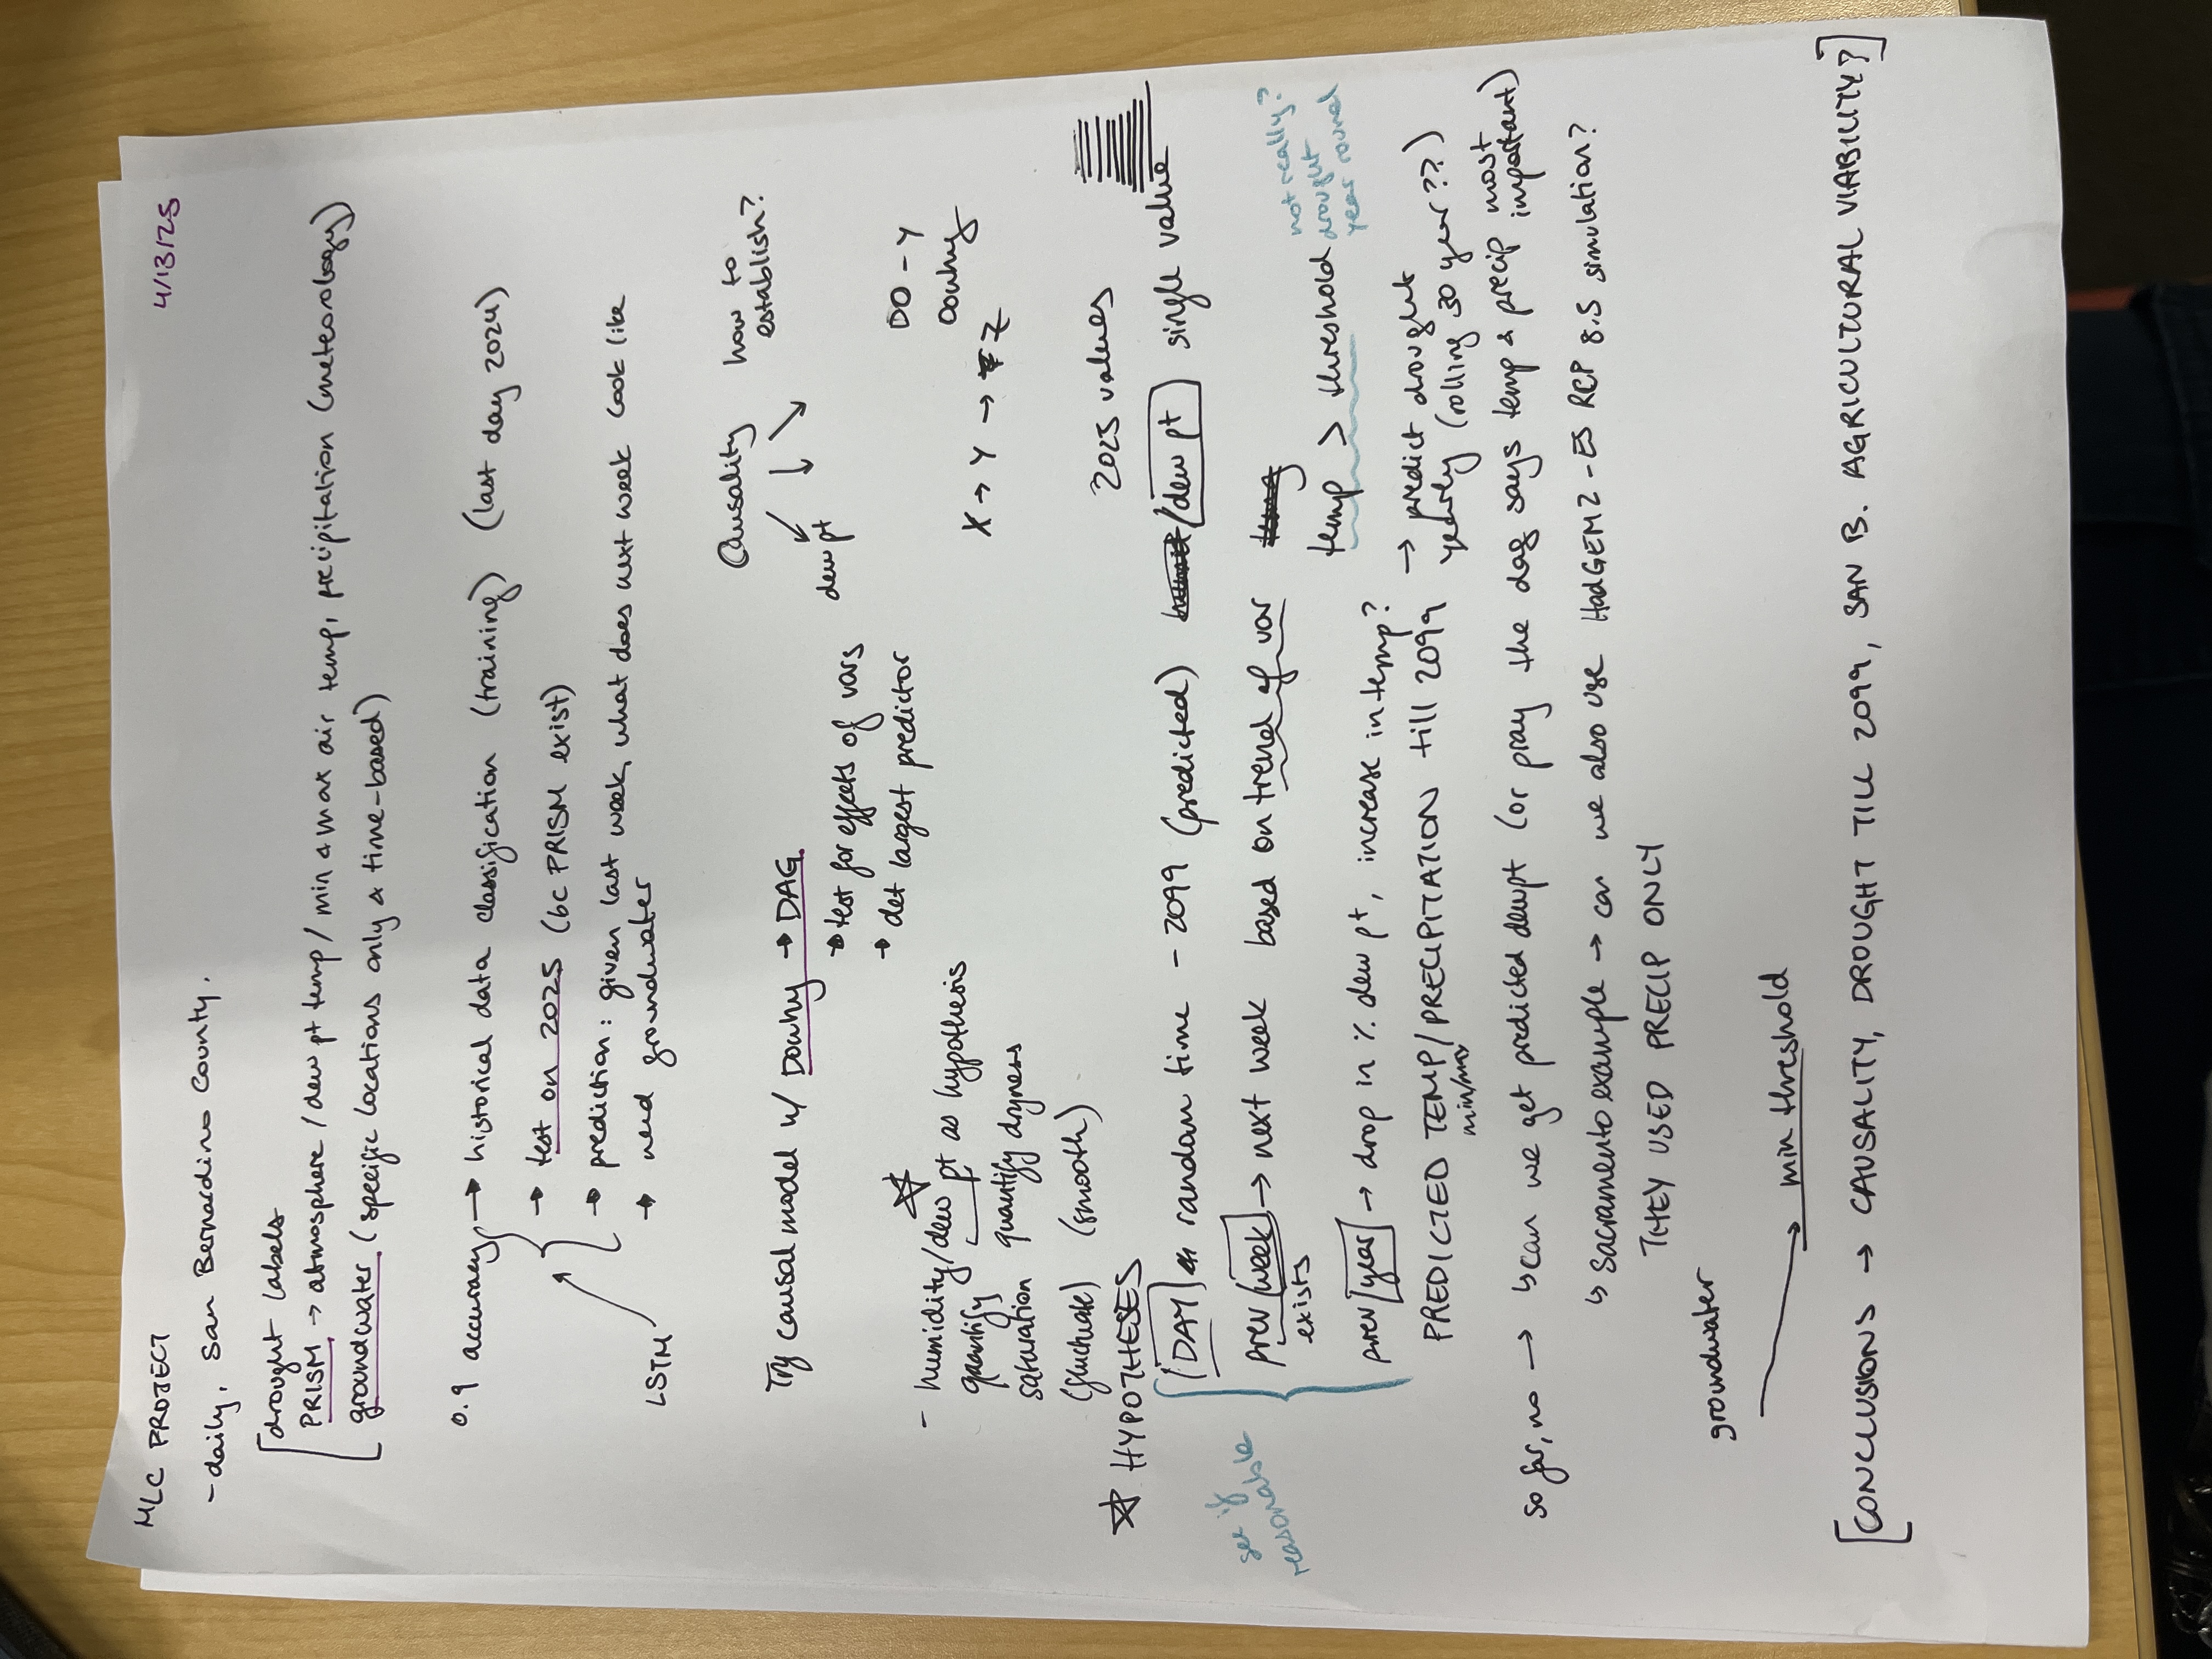 MLC PROJECT
4/13/25
- daily, San Bernardino County.
drought labels
PRISM → atmosphere / dew pt temp / min & max air temp, precipitation (meteorology)
groundwater (specific locations only & time-based)
0.9 accuracy → historical data classification (training) (last day 2024)
→ test on 2025 (bc PRISM exist)
→ prediction: given last week, what does next week look like
LSTM
→ need groundwater
Causality
how to establish?
dew pt
Try causal model w/ Dowhy → DAG
→ test for effects of vars
→ det largest predictor
DO - Y
Dowhy
X → Y → Z
- humidity/dew pt as hypothesis
quantify saturation
quantify dryness
(fluctuate) (smooth)
HYPOTHESES
2025 values
DAY random time - 2099 (predicted) / dew pt single value
see if reasonable
prev week → next week based on trend of var
exists
temp > threshold
not really? drought year round
prev year → drop in % dew pt, increase in temp?
PREDICTED TEMP/PRECIPITATION till 2099
min/max
→ predict drought yearly (rolling 30 year??)
so far, no → ↳ can we get predicted dewpt (or pray the dag says temp & precip most important)
↳ Sacramento example → can we also use HadGEM2-ES RCP 8.5 simulation?
THEY USED PRECIP ONLY
groundwater
min threshold
[CONCLUSIONS → CAUSALITY, DROUGHT TILL 2099, SAN B. AGRICULTURAL VIABILITY?]